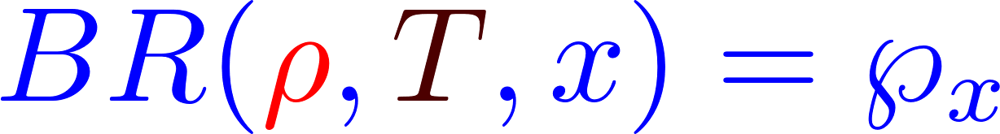 BR(ρ, T, x) = ℘ₓ